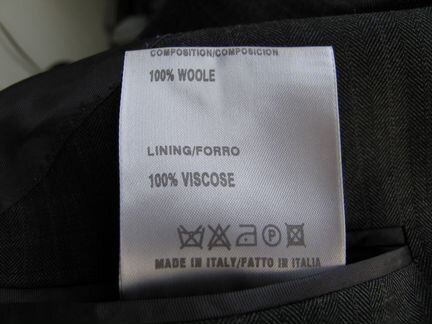 COMPOSITION/COMPOSICION
100% WOOLE
LINING/FORRO
100% VISCOSE
P
MADE IN ITALY/FATTO IN ITALIA